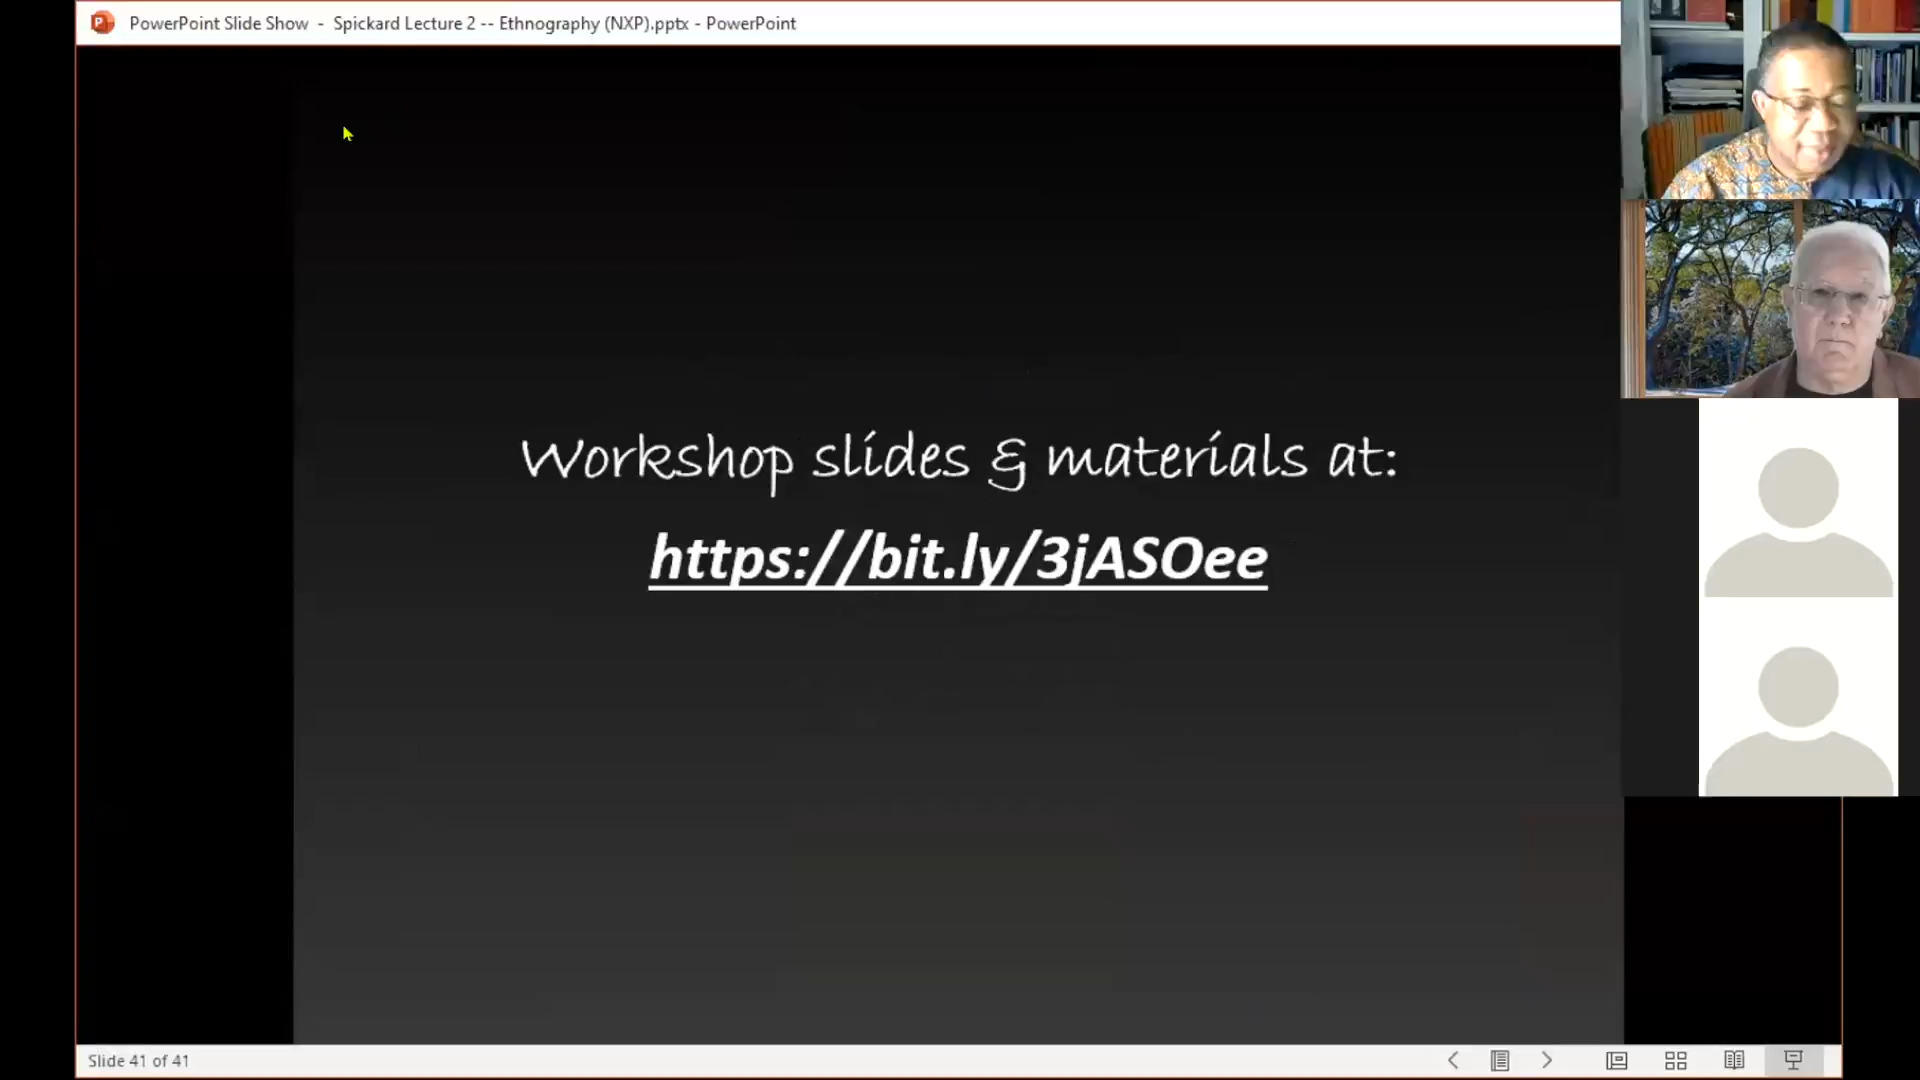 PowerPoint Slide Show - Spickard Lecture 2 -- Ethnography (NXP).pptx - PowerPoint
Workshop slides & materials at:
https://bit.ly/3jASOee
Slide 41 of 41